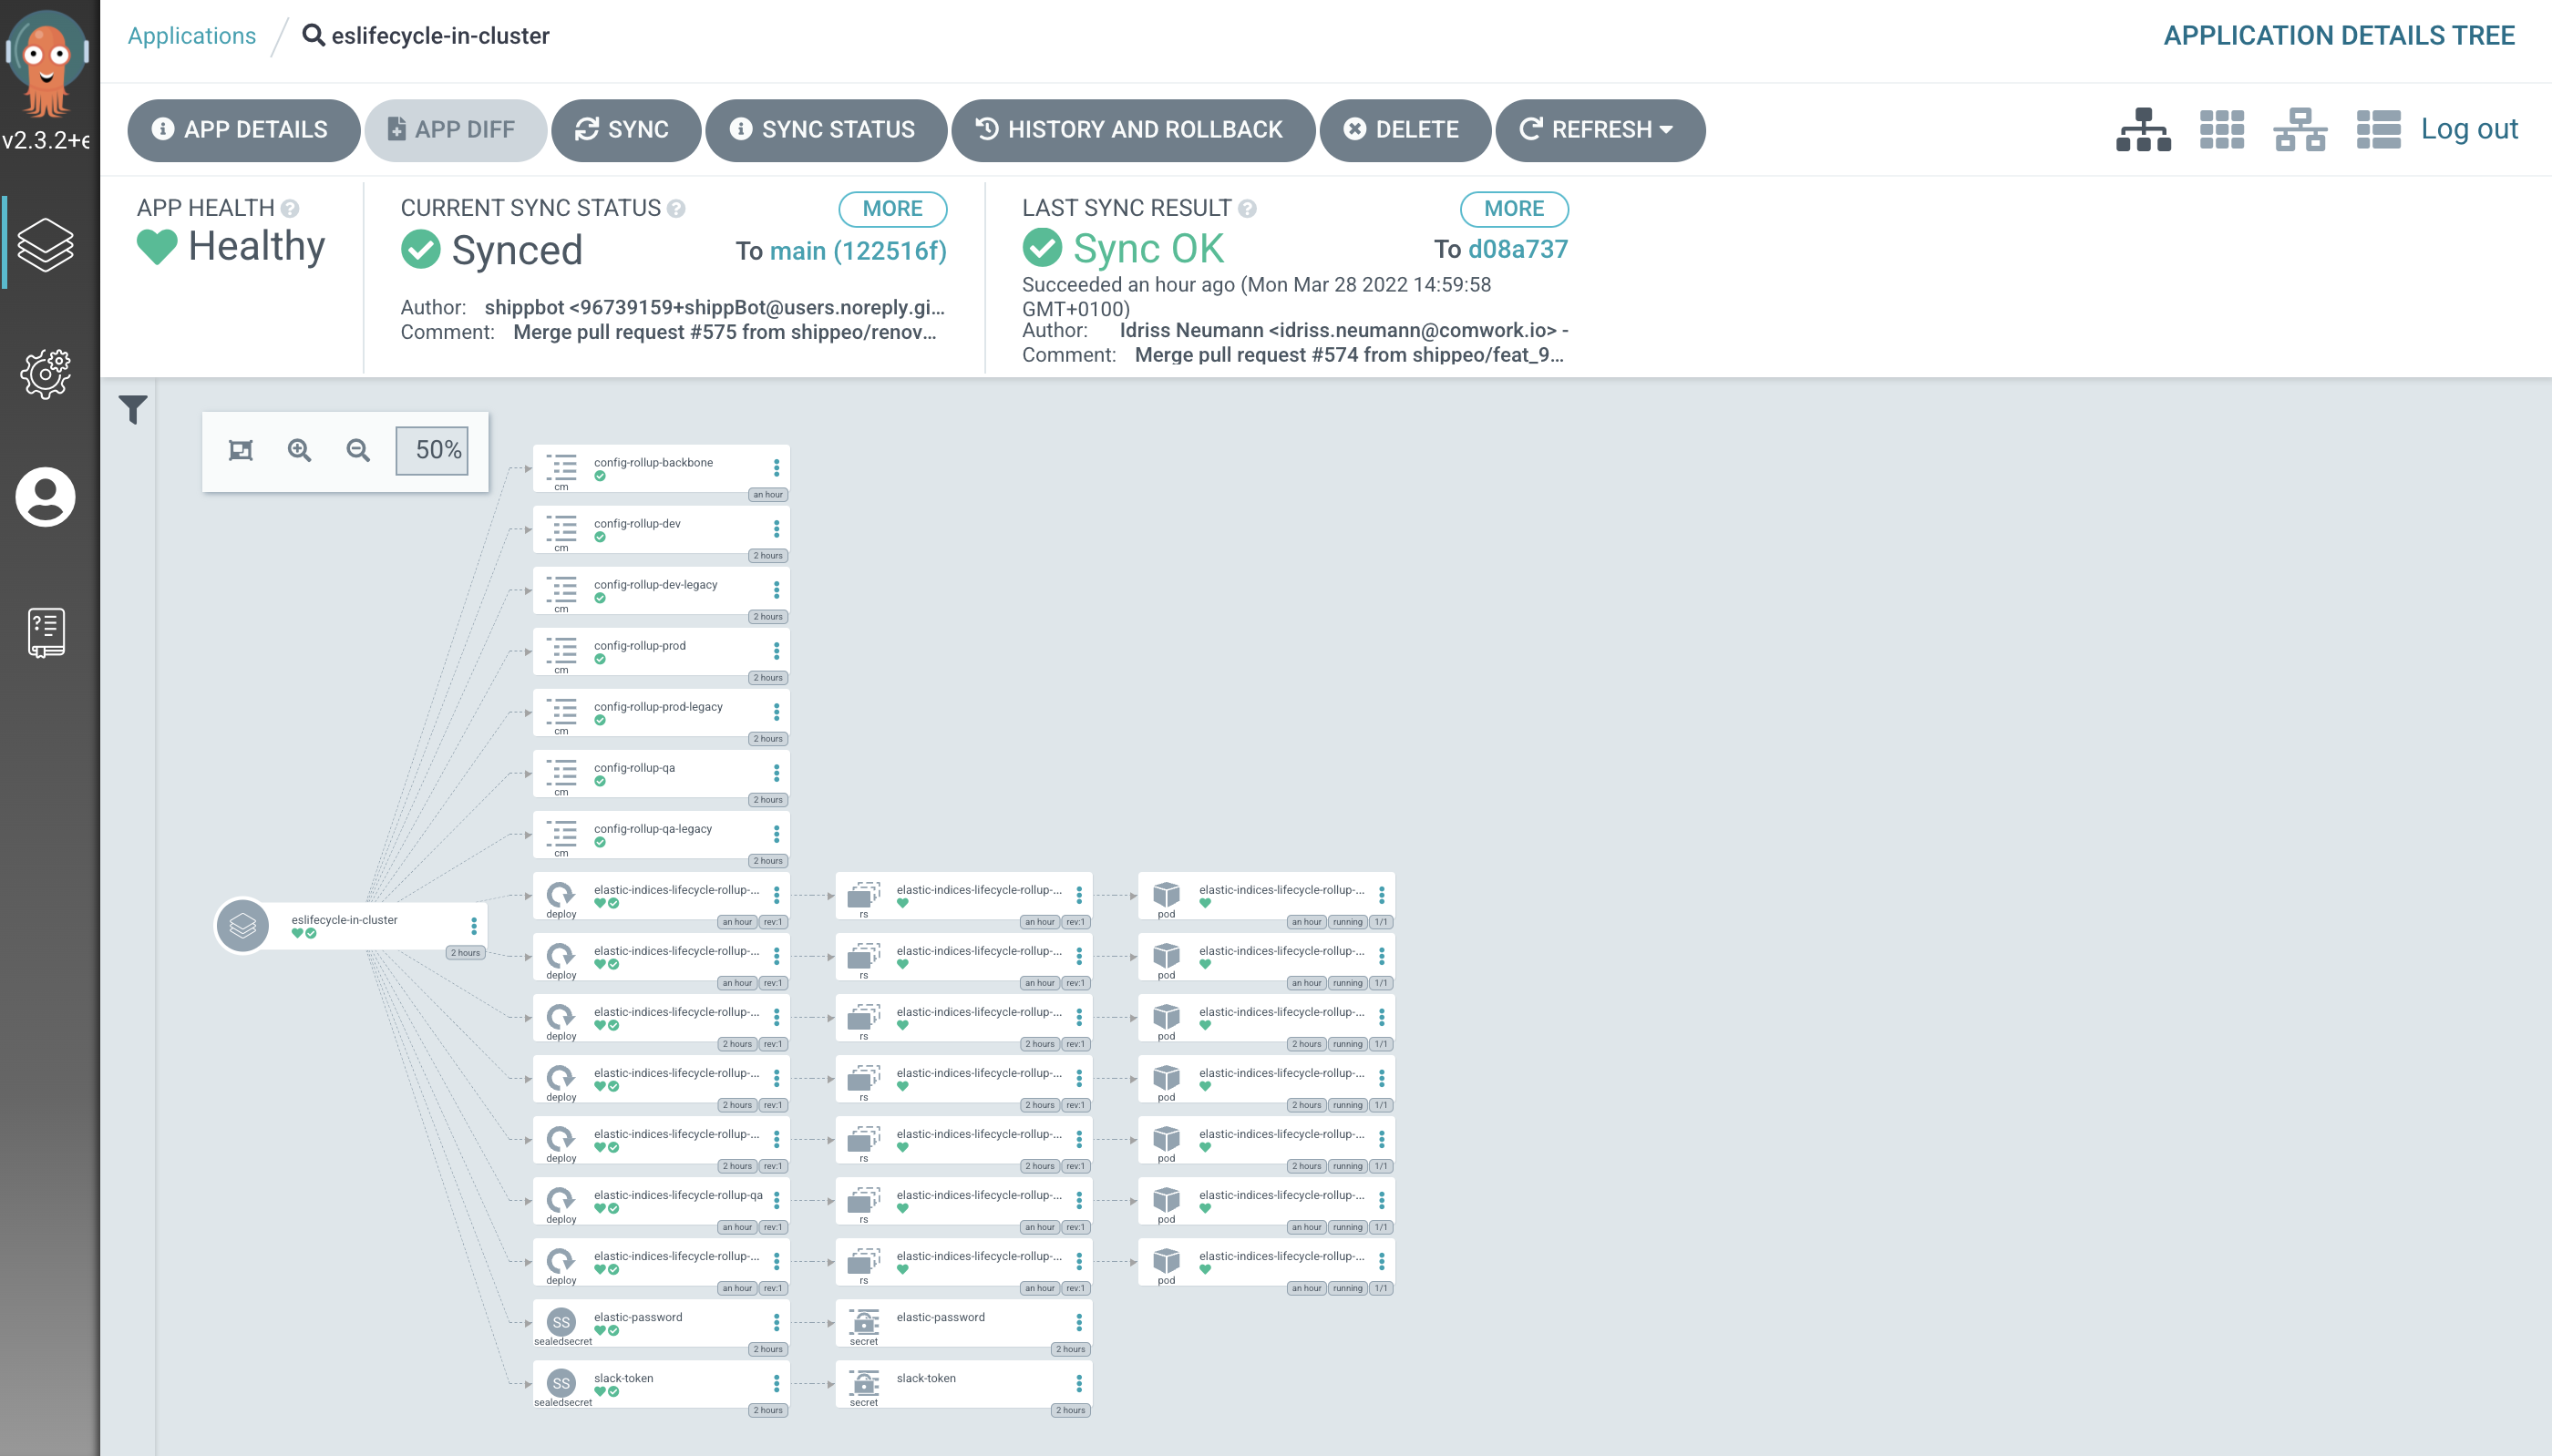 Applications
eslifecycle-in-cluster
APPLICATION DETAILS TREE
v2.3.2+e
APP DETAILS
APP DIFF
SYNC
SYNC STATUS
HISTORY AND ROLLBACK
DELETE
REFRESH
Log out
APP HEALTH
Healthy
CURRENT SYNC STATUS
MORE
Synced
To main (122516f)
Author: shippbot <96739159+shippBot@users.noreply.gi...
Comment: Merge pull request #575 from shippeo/renov...
LAST SYNC RESULT
MORE
Sync OK
To d08a737
Succeeded an hour ago (Mon Mar 28 2022 14:59:58
GMT+0100)
Author: Idriss Neumann <idriss.neumann@comwork.io> -
Comment: Merge pull request #574 from shippeo/feat_9...
50%
eslifecycle-in-cluster
2 hours
config-rollup-backbone
cm
an hour
config-rollup-dev
cm
2 hours
config-rollup-dev-legacy
cm
2 hours
config-rollup-prod
cm
2 hours
config-rollup-prod-legacy
cm
2 hours
config-rollup-qa
cm
2 hours
config-rollup-qa-legacy
cm
2 hours
elastic-indices-lifecycle-rollup-... elastic-indices-lifecycle-rollup-... elastic-indices-lifecycle-rollup-...
deploy rs pod
an hour rev:1 an hour rev:1 an hour running 1/1
elastic-indices-lifecycle-rollup-... elastic-indices-lifecycle-rollup-... elastic-indices-lifecycle-rollup-...
deploy rs pod
an hour rev:1 an hour rev:1 an hour running 1/1
elastic-indices-lifecycle-rollup-... elastic-indices-lifecycle-rollup-... elastic-indices-lifecycle-rollup-...
deploy rs pod
2 hours rev:1 2 hours rev:1 2 hours running 1/1
elastic-indices-lifecycle-rollup-... elastic-indices-lifecycle-rollup-... elastic-indices-lifecycle-rollup-...
deploy rs pod
2 hours rev:1 2 hours rev:1 2 hours running 1/1
elastic-indices-lifecycle-rollup-... elastic-indices-lifecycle-rollup-... elastic-indices-lifecycle-rollup-...
deploy rs pod
2 hours rev:1 2 hours rev:1 2 hours running 1/1
elastic-indices-lifecycle-rollup-qa elastic-indices-lifecycle-rollup-... elastic-indices-lifecycle-rollup-...
deploy rs pod
an hour rev:1 an hour rev:1 an hour running 1/1
elastic-indices-lifecycle-rollup-... elastic-indices-lifecycle-rollup-... elastic-indices-lifecycle-rollup-...
deploy rs pod
an hour rev:1 an hour rev:1 an hour running 1/1
SS elastic-password elastic-password
sealedsecret secret
2 hours 2 hours
SS slack-token slack-token
sealedsecret secret
2 hours 2 hours